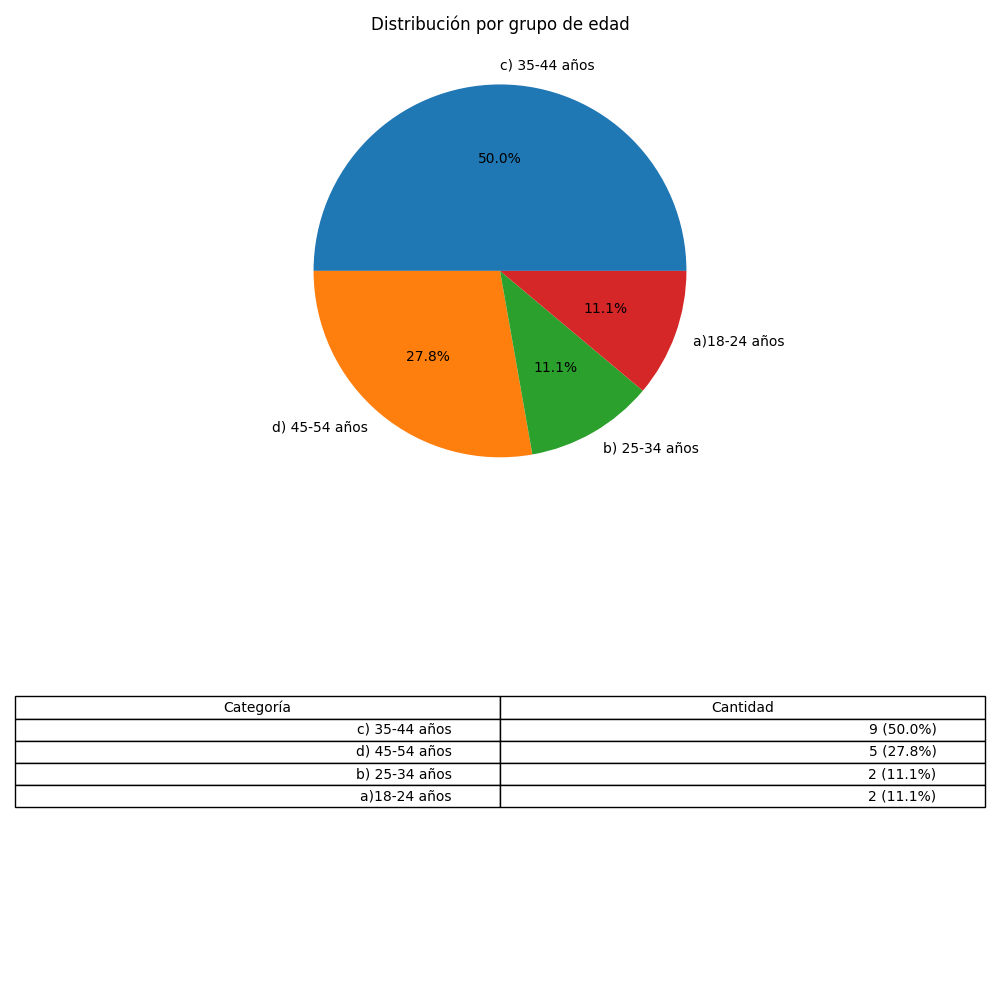 Distribución por grupo de edad
c) 35-44 años
50.0%
11.1%
a)18-24 años
27.8%
11.1%
d) 45-54 años
b) 25-34 años
Categoría Cantidad
c) 35-44 años 9 (50.0%)
d) 45-54 años 5 (27.8%)
b) 25-34 años 2 (11.1%)
a)18-24 años 2 (11.1%)